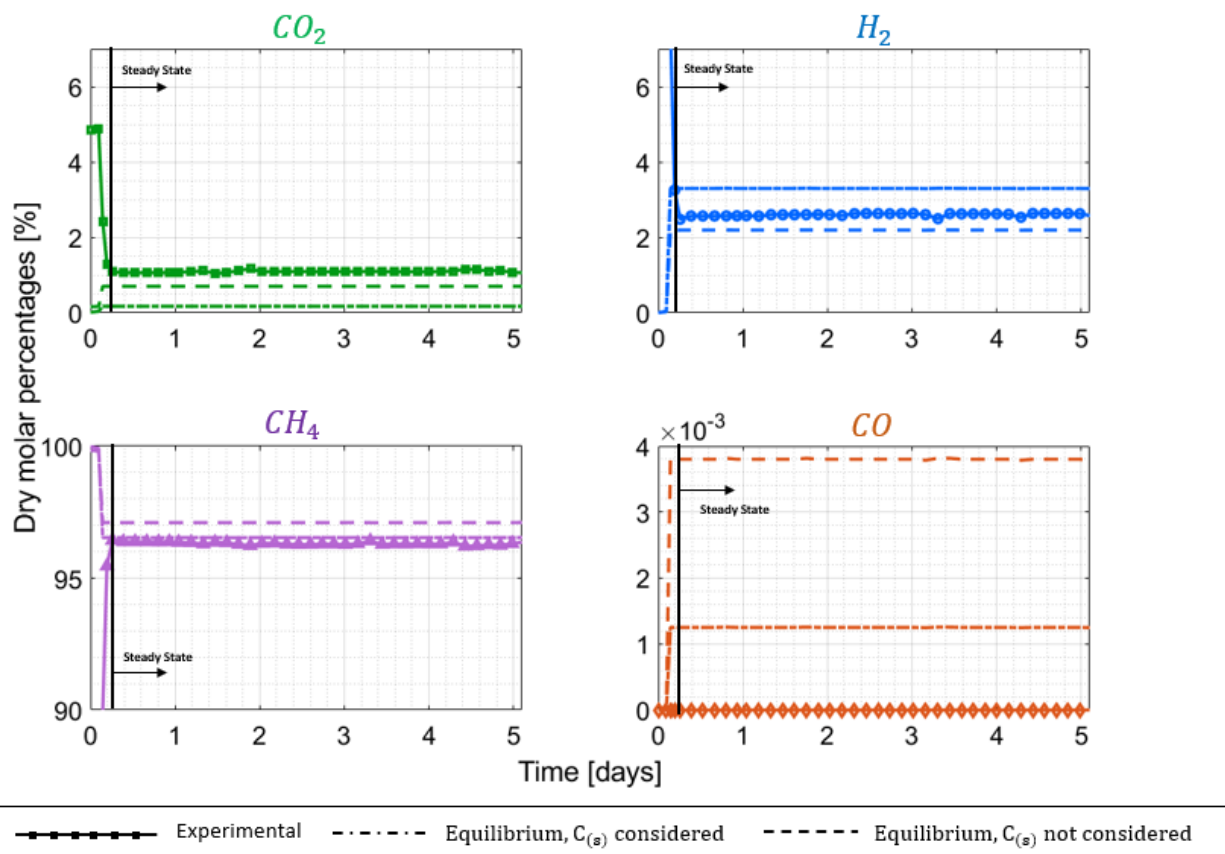 CO₂
H₂
Dry molar percentages [%]
6
4
2
0
Steady State
0 1 2 3 4 5
6
4
2
0
Steady State
0 1 2 3 4 5
CH₄
CO
100
95
90
Steady State
0 1 2 3 4 5
×10⁻³
4
3
2
1
0
Steady State
0 1 2 3 4 5
Time [days]
Experimental
Equilibrium, C₍ₛ₎ considered
Equilibrium, C₍ₛ₎ not considered